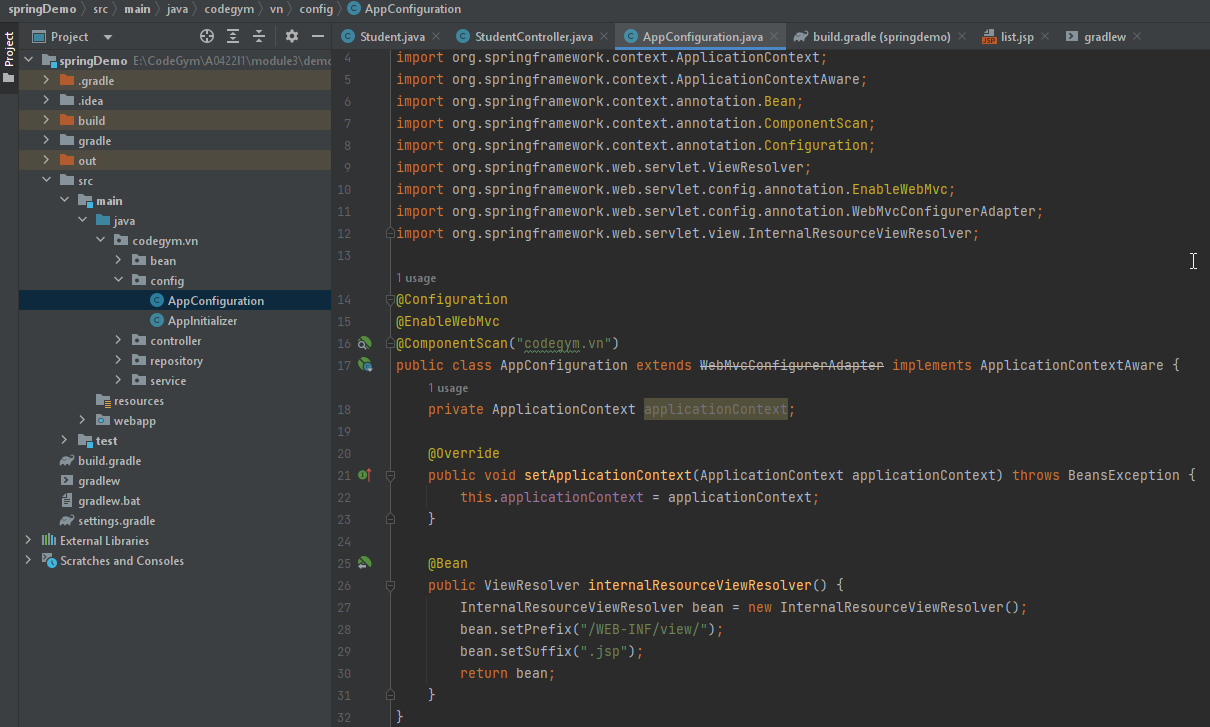 springDemo > src > main > java > codegym > vn > config > AppConfiguration
Project
Project
Student.java
StudentController.java
AppConfiguration.java
build.gradle (springdemo)
list.jsp
gradlew
springDemo E:\CodeGym\A0422I1\module3\demo
.gradle
.idea
build
gradle
out
src
main
java
codegym.vn
bean
config
AppConfiguration
AppInitializer
controller
repository
service
resources
webapp
test
build.gradle
gradlew
gradlew.bat
settings.gradle
External Libraries
Scratches and Consoles
4 import org.springframework.context.ApplicationContext;
5 import org.springframework.context.ApplicationContextAware;
6 import org.springframework.context.annotation.Bean;
7 import org.springframework.context.annotation.ComponentScan;
8 import org.springframework.context.annotation.Configuration;
9 import org.springframework.web.servlet.ViewResolver;
10 import org.springframework.web.servlet.config.annotation.EnableWebMvc;
11 import org.springframework.web.servlet.config.annotation.WebMvcConfigurerAdapter;
12 import org.springframework.web.servlet.view.InternalResourceViewResolver;
13
1 usage
14 @Configuration
15 @EnableWebMvc
16 @ComponentScan("codegym.vn")
17 public class AppConfiguration extends WebMvcConfigurerAdapter implements ApplicationContextAware {
1 usage
18 private ApplicationContext applicationContext;
19
20 @Override
21 public void setApplicationContext(ApplicationContext applicationContext) throws BeansException {
22 this.applicationContext = applicationContext;
23 }
24
25 @Bean
26 public ViewResolver internalResourceViewResolver() {
27 InternalResourceViewResolver bean = new InternalResourceViewResolver();
28 bean.setPrefix("/WEB-INF/view/");
29 bean.setSuffix(".jsp");
30 return bean;
31 }
32 }